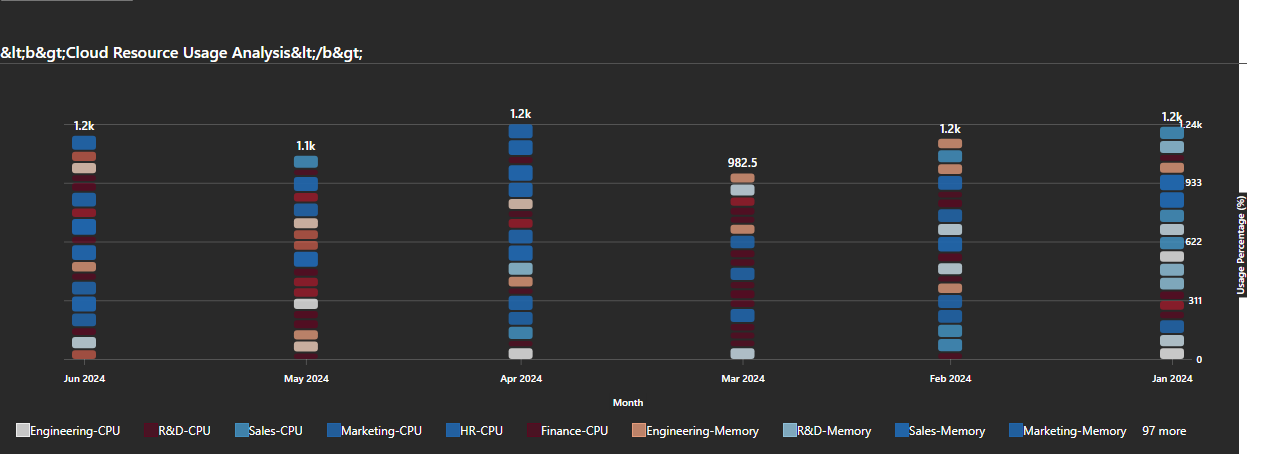 &lt;b&gt;Cloud Resource Usage Analysis&lt;/b&gt;
1.2k
1.1k
1.2k
982.5
1.2k
1.2k
1.24k
933
622
311
0
Usage Percentage (%)
Jun 2024
May 2024
Apr 2024
Mar 2024
Feb 2024
Jan 2024
Month
Engineering-CPU R&D-CPU Sales-CPU Marketing-CPU HR-CPU Finance-CPU Engineering-Memory R&D-Memory Sales-Memory Marketing-Memory 97 more